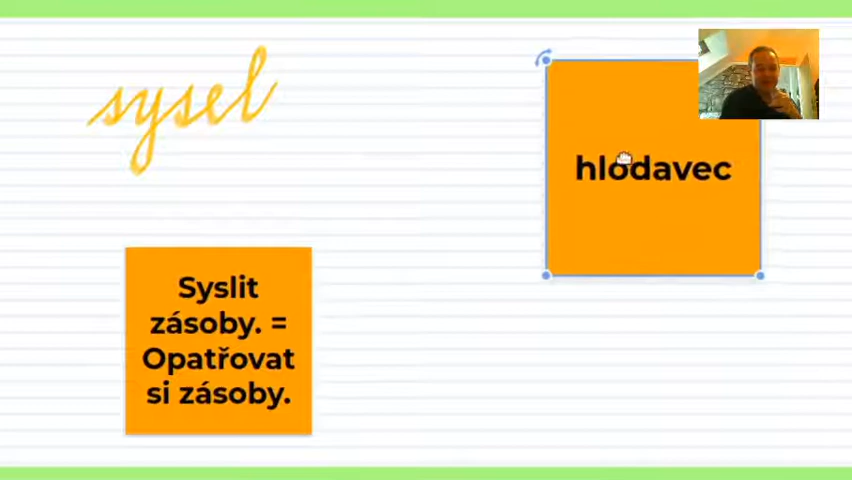 sysel
hlodavec
Syslit
zásoby. =
Opatřovat
si zásoby.